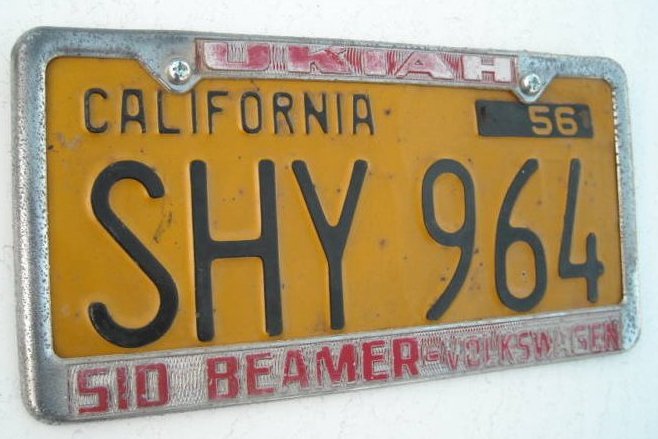 UKIAH
CALIFORNIA 56
SHY 964
SID BEAMER-VOLKSWAGEN